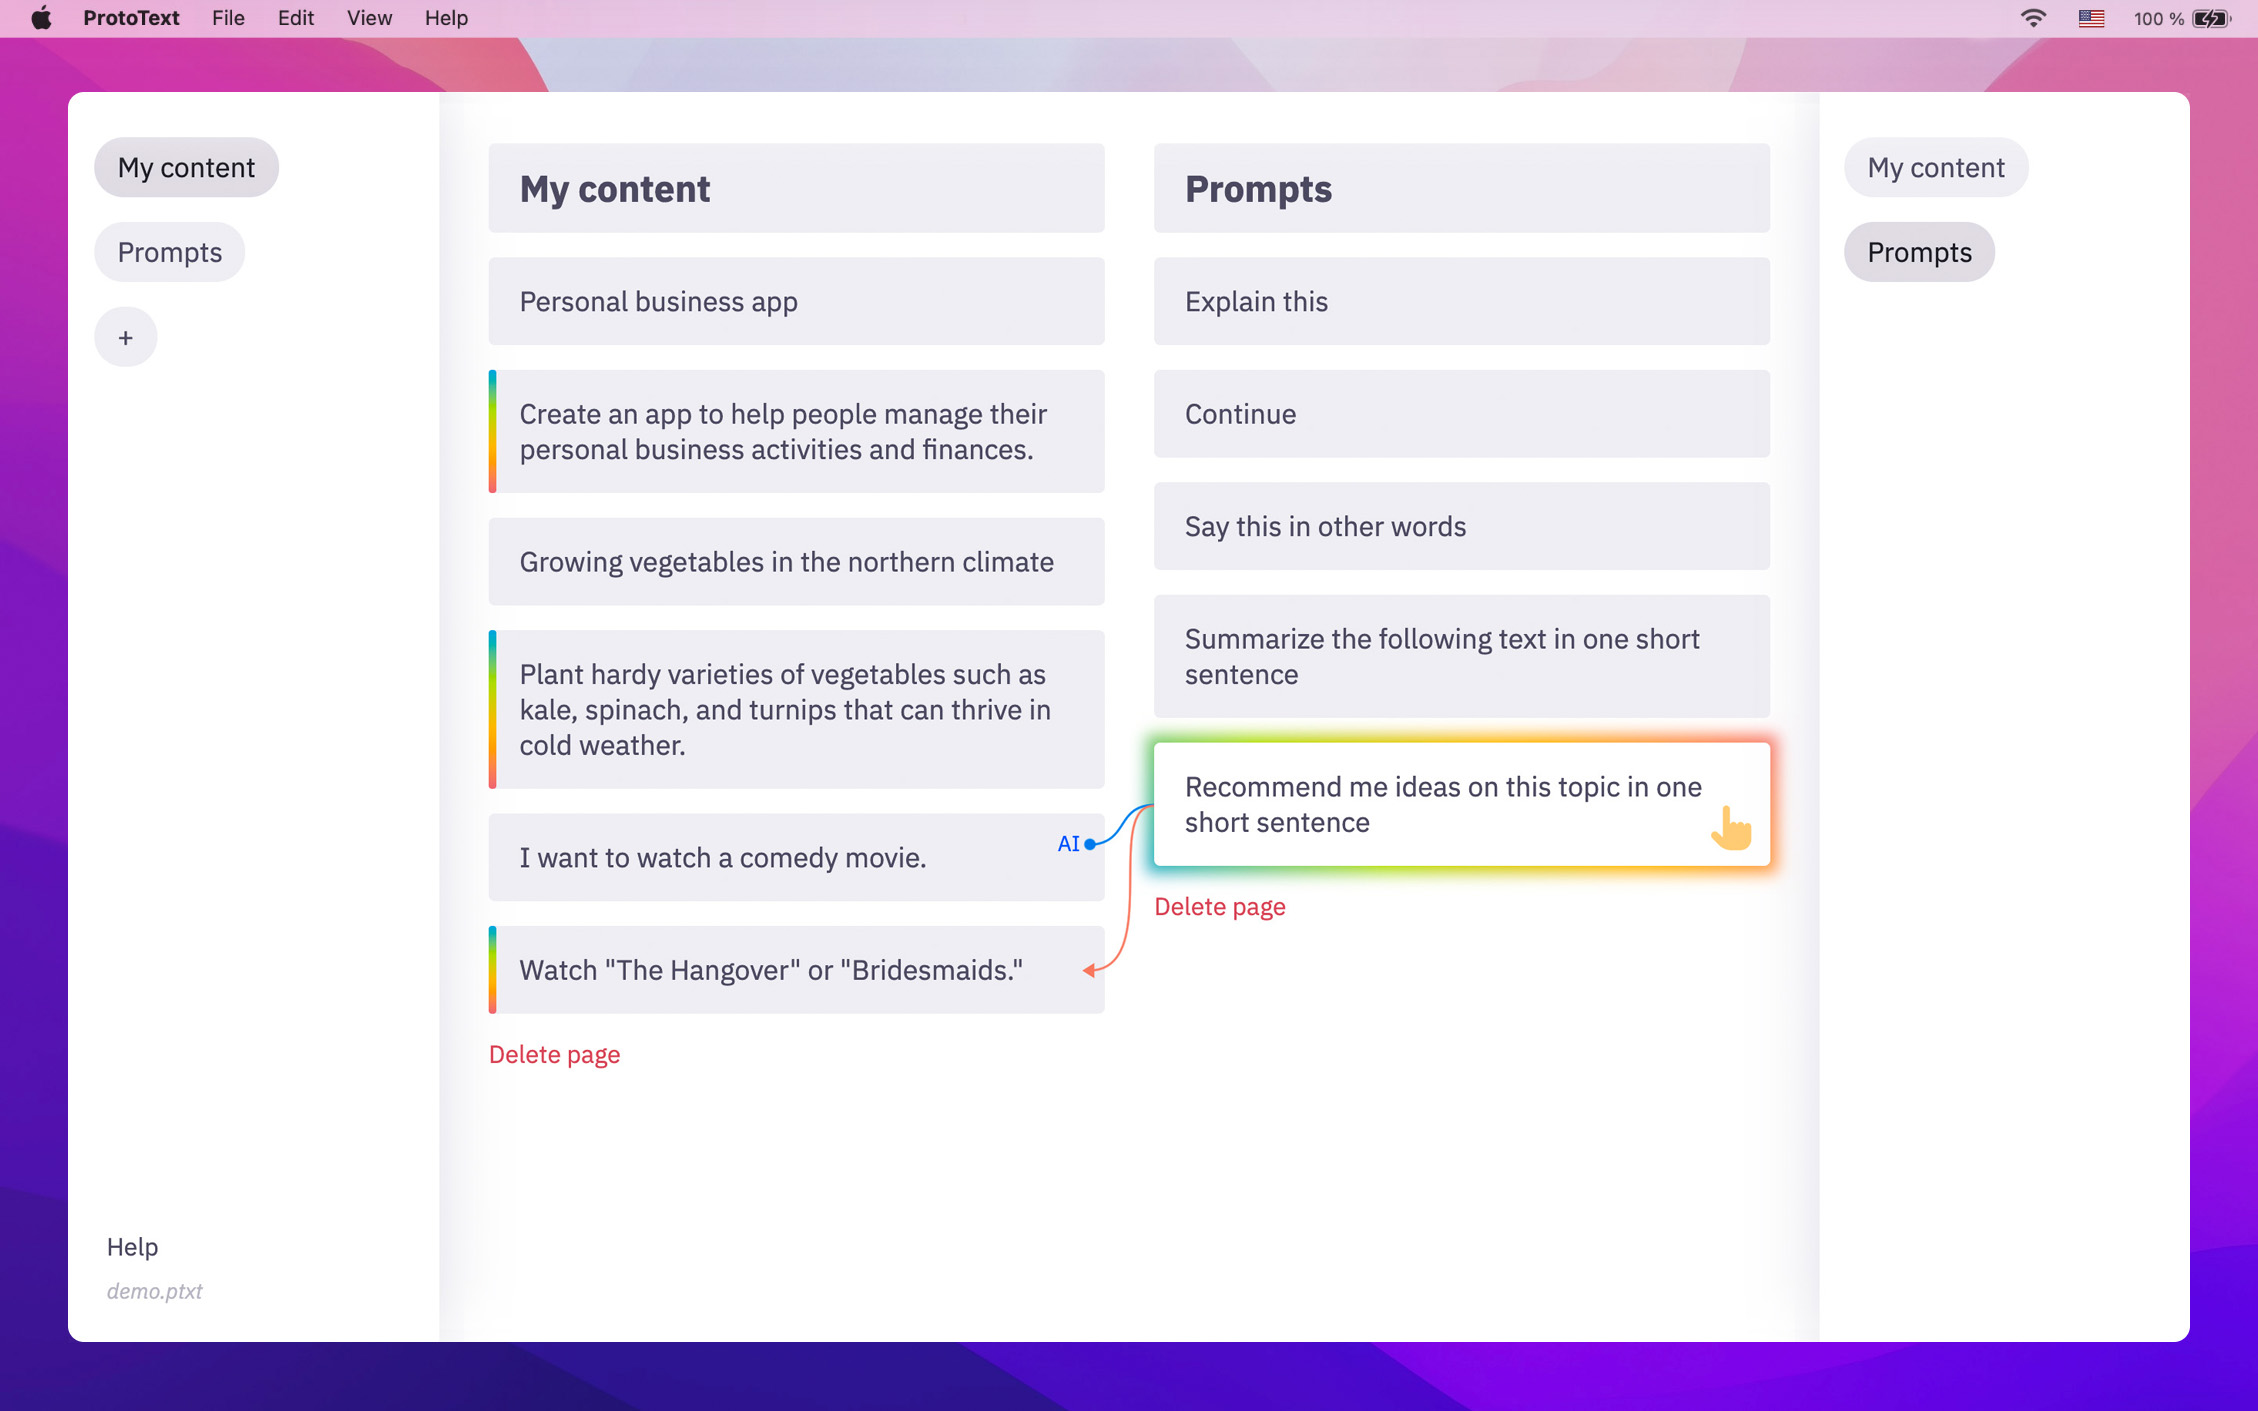 ProtoText File Edit View Help
100 %
My content
Prompts
+
Help
demo.ptxt
My content
Personal business app
Create an app to help people manage their
personal business activities and finances.
Growing vegetables in the northern climate
Plant hardy varieties of vegetables such as
kale, spinach, and turnips that can thrive in
cold weather.
I want to watch a comedy movie.
AI
Watch "The Hangover" or "Bridesmaids."
Delete page
Prompts
Explain this
Continue
Say this in other words
Summarize the following text in one short
sentence
Recommend me ideas on this topic in one
short sentence
Delete page
My content
Prompts